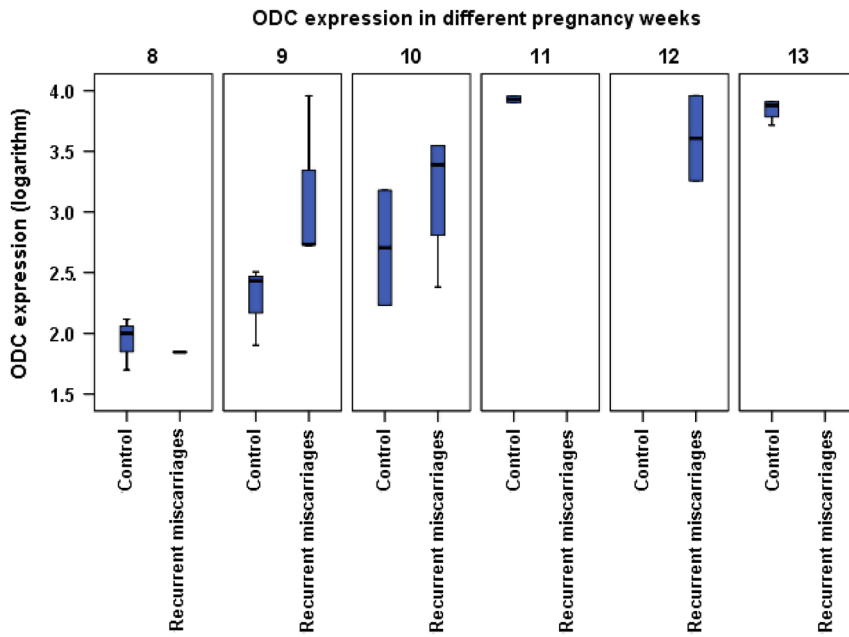 ODC expression in different pregnancy weeks
8 9 10 11 12 13
ODC expression (logarithm)
4.0
3.5
3.0
2.5
2.0
1.5
Control
Recurrent miscarriages
Control
Recurrent miscarriages
Control
Recurrent miscarriages
Control
Recurrent miscarriages
Control
Recurrent miscarriages
Control
Recurrent miscarriages